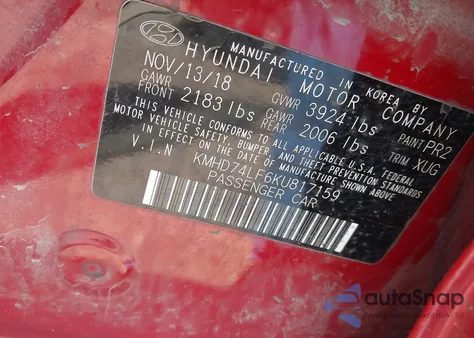 MANUFACTURED IN KOREA BY
HYUNDAI MOTOR COMPANY
NOV/13/18 GVWR 3924 lbs PAINT PR2
GAWR FRONT 2183 lbs GAWR REAR 2006 lbs TRIM XUG
THIS VEHICLE CONFORMS TO ALL APPLICABLE U.S.A. FEDERAL
MOTOR VEHICLE SAFETY, BUMPER, AND THEFT PREVENTION STANDARDS
IN EFFECT ON THE DATE OF MANUFACTURE SHOWN ABOVE
V.I.N KMHD74LF6KU817159
PASSENGER CAR
autoSnap